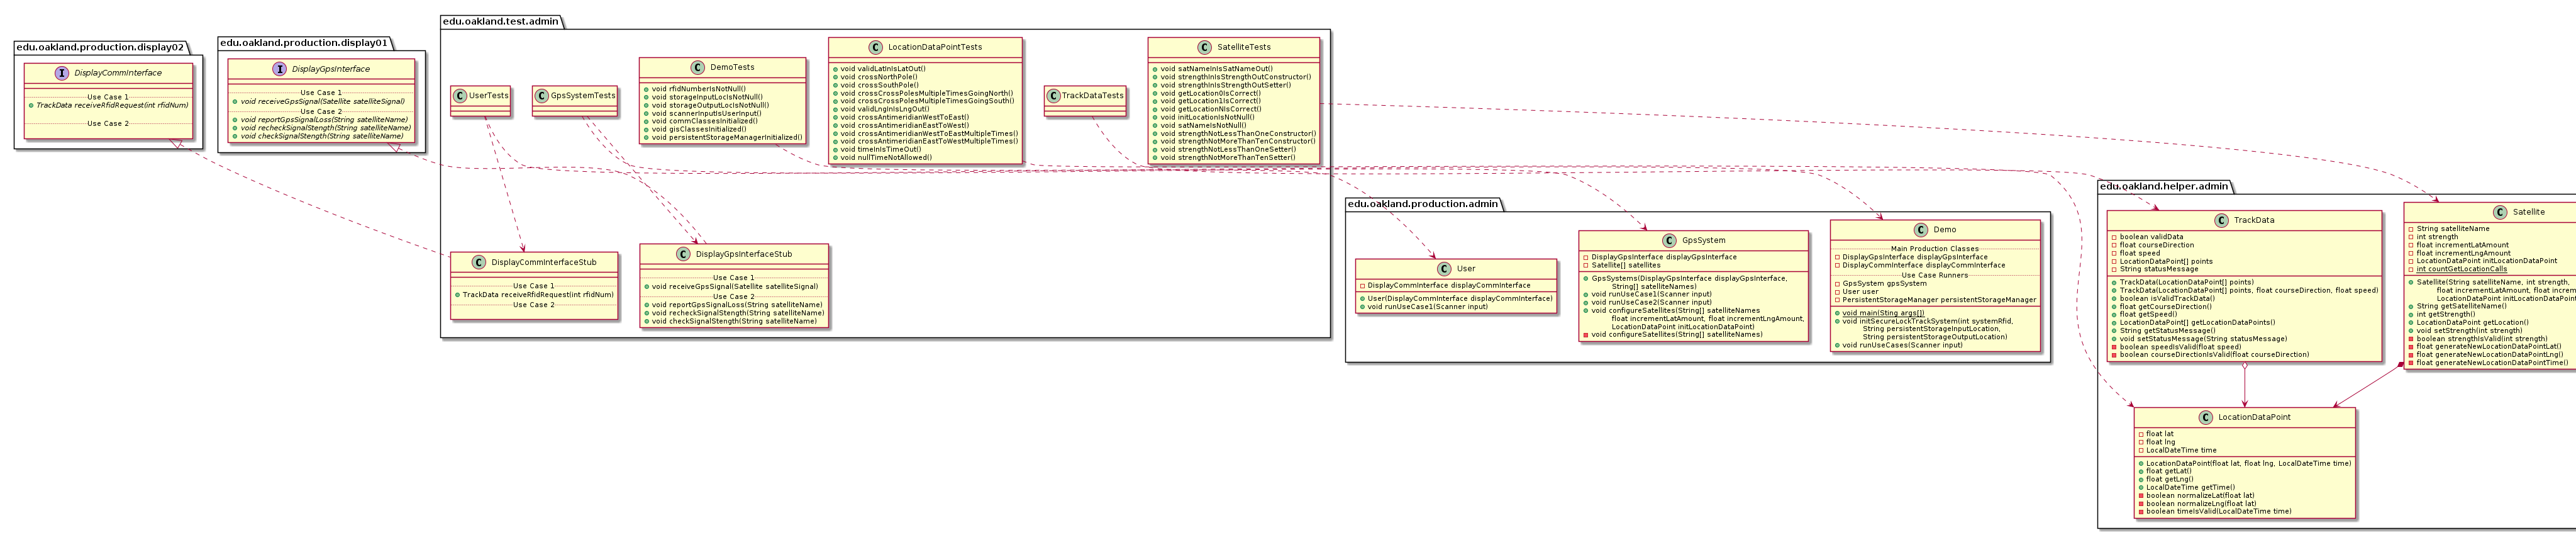 edu.oakland.production.display02
DisplayCommInterface
Use Case 1
TrackData receiveRfidRequest(int rfidNum)
Use Case 2
edu.oakland.production.display01
DisplayGpsInterface
Use Case 1
void receiveGpsSignal(Satellite satelliteSignal)
Use Case 2
void reportGpsSignalLoss(String satelliteName)
void recheckSignalStength(String satelliteName)
void checkSignalStength(String satelliteName)
edu.oakland.test.admin
UserTests
GpsSystemTests
DemoTests
void rfidNumberIsNotNull()
void storageInputLocIsNotNull()
void storageOutputLocIsNotNull()
void scannerInputIsUserInput()
void commClassesInitialized()
void gisClassesInitialized()
void persistentStorageManagerInitialized()
LocationDataPointTests
void validLatInIsLatOut()
void crossNorthPole()
void crossSouthPole()
void crossCrossPolesMultipleTimesGoingNorth()
void crossCrossPolesMultipleTimesGoingSouth()
void validLngInIsLngOut()
void crossAntimeridianWestToEast()
void crossAntimeridianEastToWest()
void crossAntimeridianWestToEastMultipleTimes()
void crossAntimeridianEastToWestMultipleTimes()
void timeInIsTimeOut()
void nullTimeNotAllowed()
TrackDataTests
SatelliteTests
void satNameInIsSatNameOut()
void strengthInIsStrengthOutConstructor()
void strengthInIsStrengthOutSetter()
void getLocation0IsCorrect()
void getLocation1IsCorrect()
void getLocationNIsCorrect()
void initLocationIsNotNull()
void satNameIsNotNull()
void strengthNotLessThanOneConstructor()
void strengthNotMoreThanTenConstructor()
void strengthNotLessThanOneSetter()
void strengthNotMoreThanTenSetter()
DisplayCommInterfaceStub
Use Case 1
TrackData receiveRfidRequest(int rfidNum)
Use Case 2
DisplayGpsInterfaceStub
Use Case 1
void receiveGpsSignal(Satellite satelliteSignal)
Use Case 2
void reportGpsSignalLoss(String satelliteName)
void recheckSignalStength(String satelliteName)
void checkSignalStength(String satelliteName)
edu.oakland.production.admin
User
DisplayCommInterface displayCommInterface
User(DisplayCommInterface displayCommInterface)
void runUseCase1(Scanner input)
GpsSystem
DisplayGpsInterface displayGpsInterface
Satellite[] satellites
GpsSystems(DisplayGpsInterface displayGpsInterface,
String[] satelliteNames)
void runUseCase1(Scanner input)
void runUseCase2(Scanner input)
void configureSatellites(String[] satelliteNames
float incrementLatAmount, float incrementLngAmount,
LocationDataPoint initLocationDataPoint)
void configureSatellites(String[] satelliteNames)
Demo
Main Production Classes
DisplayGpsInterface displayGpsInterface
DisplayCommInterface displayCommInterface
Use Case Runners
GpsSystem gpsSystem
User user
PersistentStorageManager persistentStorageManager
void main(String args[])
void initSecureLockTrackSystem(int systemRfid,
String persistentStorageInputLocation,
String persistentStorageOutputLocation)
void runUseCases(Scanner input)
edu.oakland.helper.admin
TrackData
boolean validData
float courseDirection
float speed
LocationDataPoint[] points
String statusMessage
TrackData(LocationDataPoint[] points)
TrackData(LocationDataPoint[] points, float courseDirection, float speed)
boolean isValidTrackData()
float getCourseDirection()
float getSpeed()
LocationDataPoint[] getLocationDataPoints()
String getStatusMessage()
void setStatusMessage(String statusMessage)
boolean speedIsValid(float speed)
boolean courseDirectionIsValid(float courseDirection)
Satellite
String satelliteName
int strength
float incrementLatAmount
float incrementLngAmount
LocationDataPoint initLocationDataPoint
int countGetLocationCalls
Satellite(String satelliteName, int strength,
float incrementLatAmount, float increm
LocationDataPoint initLocationDataPoint
String getSatelliteName()
int getStrength()
LocationDataPoint getLocation()
void setStrength(int strength)
boolean strengthIsValid(int strength)
float generateNewLocationDataPointLat()
float generateNewLocationDataPointLng()
float generateNewLocationDataPointTime()
LocationDataPoint
float lat
float lng
LocalDateTime time
LocationDataPoint(float lat, float lng, LocalDateTime time)
float getLat()
float getLng()
LocalDateTime getTime()
boolean normalizeLat(float lat)
boolean normalizeLng(float lat)
boolean timeIsValid(LocalDateTime time)